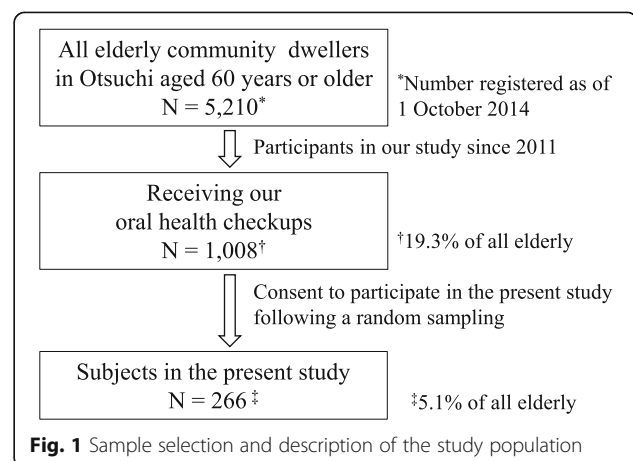 All elderly community dwellers
in Otsuchi aged 60 years or older
N = 5,210*
*Number registered as of
1 October 2014
Participants in our study since 2011
Receiving our
oral health checkups
N = 1,008†
†19.3% of all elderly
Consent to participate in the present study
following a random sampling
Subjects in the present study
N = 266 ‡
‡5.1% of all elderly
Fig. 1 Sample selection and description of the study population